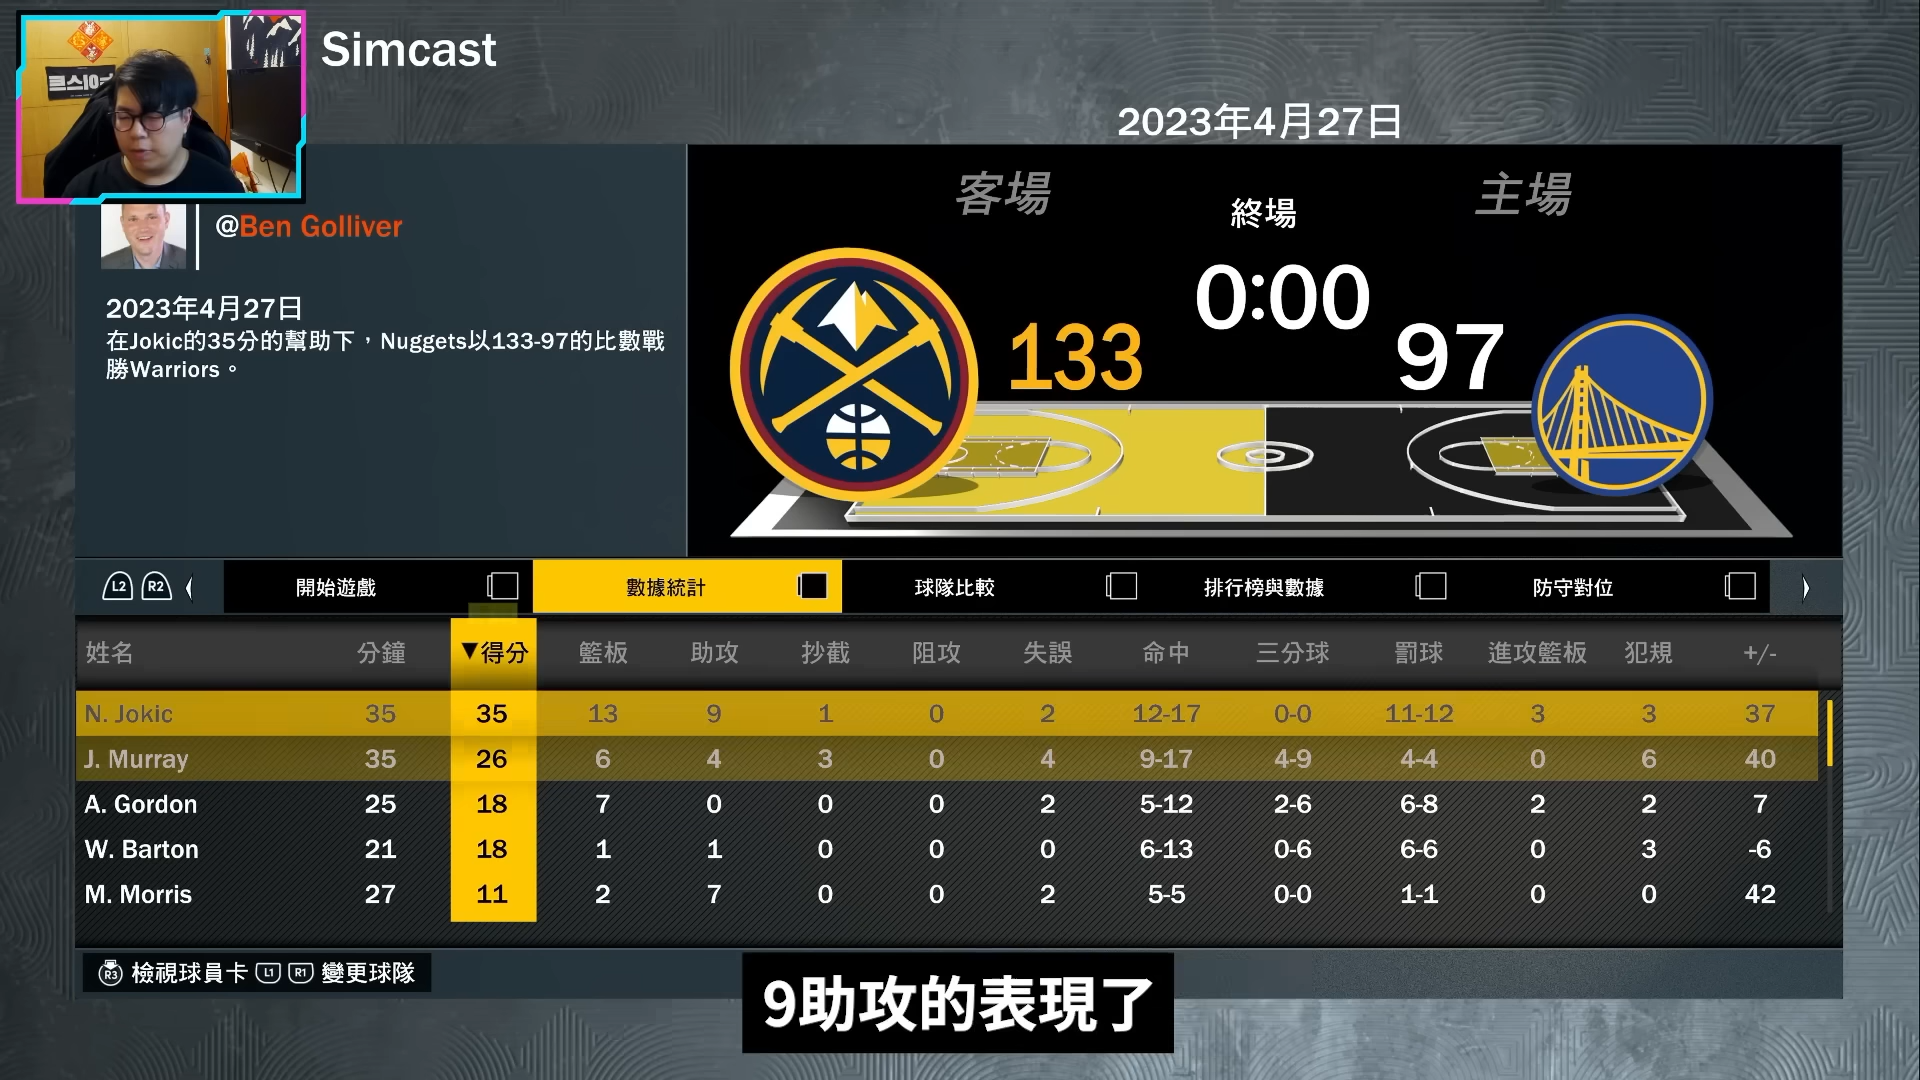 Simcast
르스
@Ben Golliver
2023年4月27日
在Jokic的35分的幫助下，Nuggets以133-97的比數戰
勝Warriors。
2023年4月27日
客場
終場
主場
133
0:00
97
L2 R2 開始遊戲 數據統計 球隊比較 排行榜與數據 防守對位
姓名 分鐘 ▼得分 籃板 助攻 抄截 阻攻 失誤 命中 三分球 罰球 進攻籃板 犯規 +/-
N. Jokic 35 35 13 9 1 0 2 12-17 0-0 11-12 3 3 37
J. Murray 35 26 6 4 3 0 4 9-17 4-9 4-4 0 6 40
A. Gordon 25 18 7 0 0 0 2 5-12 2-6 6-8 2 2 7
W. Barton 21 18 1 1 0 0 0 6-13 0-6 6-6 0 3 -6
M. Morris 27 11 2 7 0 0 2 5-5 0-0 1-1 0 0 42
R3 檢視球員卡 L1 R1 變更球隊
9助攻的表現了